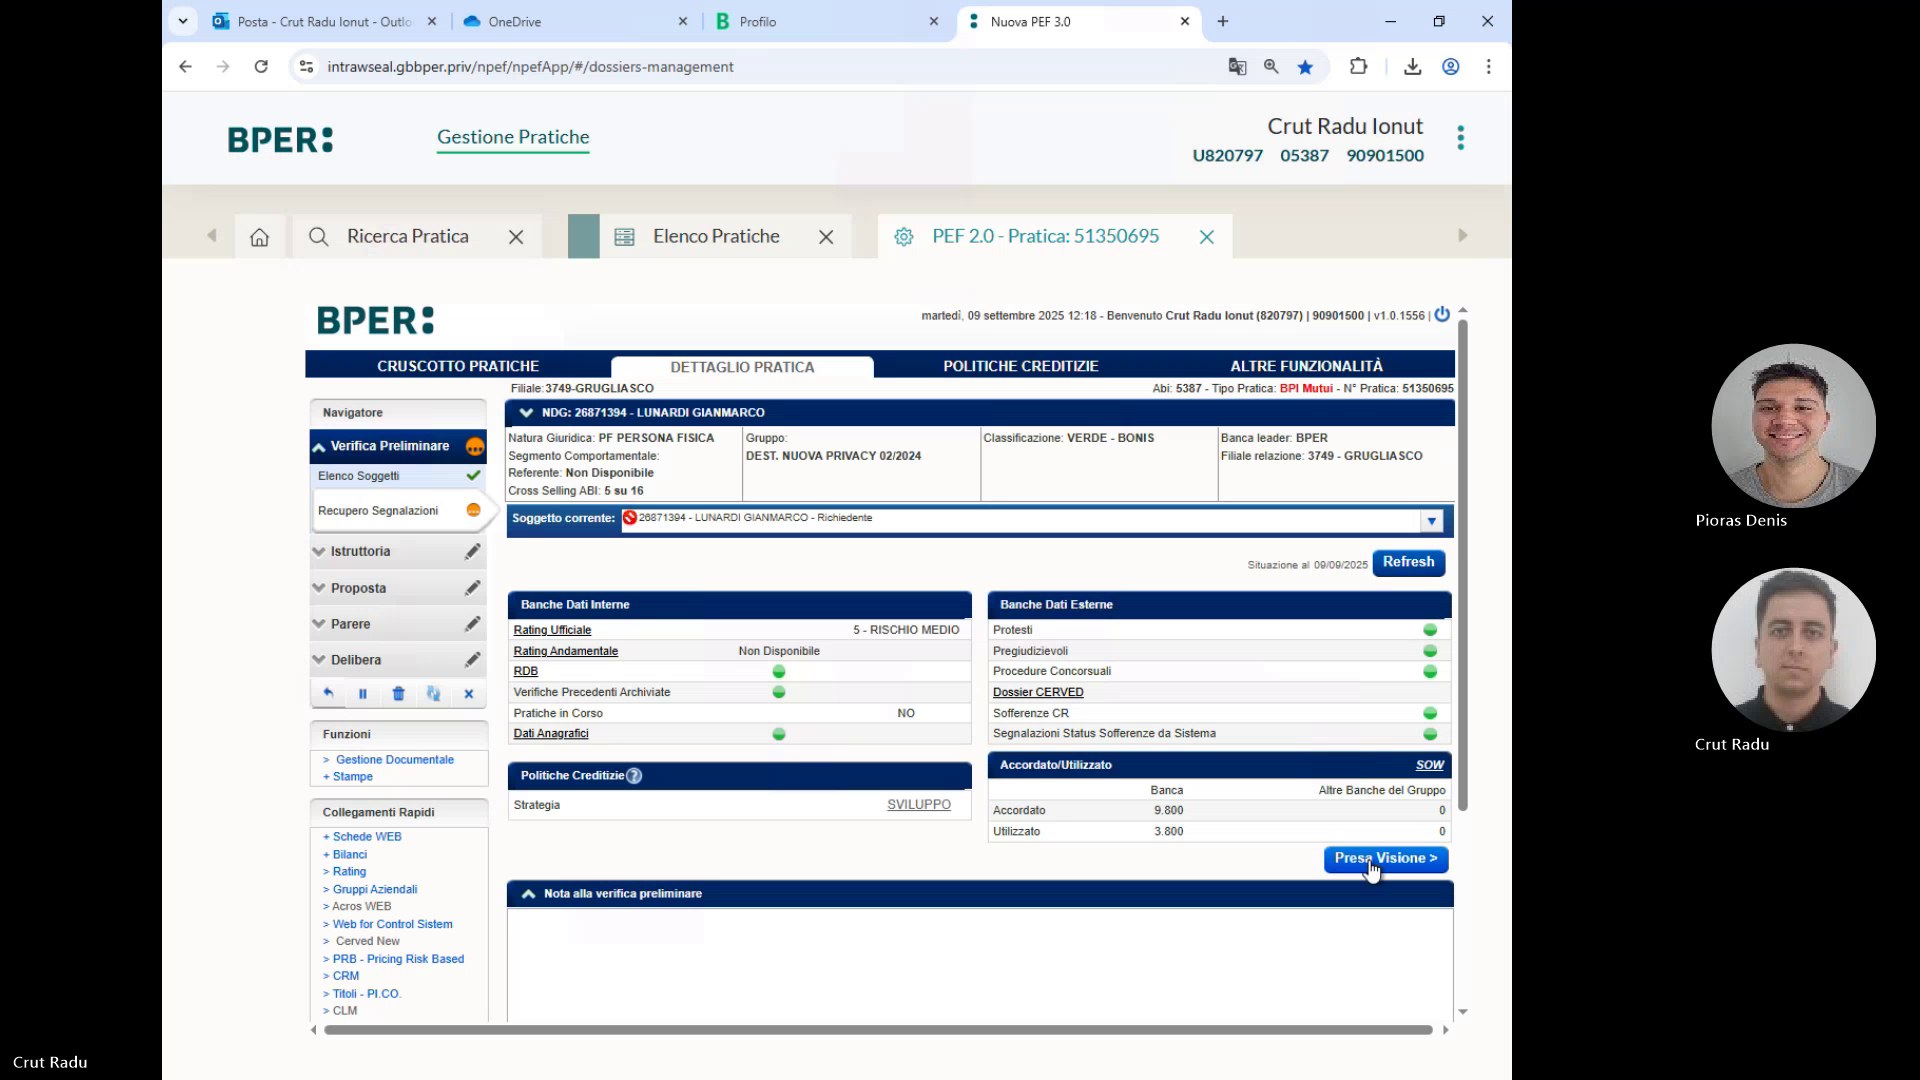 Posta - Crut Radu Ionut - Outlo
OneDrive
Profilo
Nuova PEF 3.0
intrawseal.gbbper.priv/npef/npefApp/#/dossiers-management
BPER:
Gestione Pratiche
Crut Radu Ionut
U820797 05387 90901500
Ricerca Pratica
Elenco Pratiche
PEF 2.0 - Pratica: 51350695
BPER:
martedì, 09 settembre 2025 12:18 - Benvenuto Crut Radu Ionut (820797) | 90901500 | v1.0.1556 |
CRUSCOTTO PRATICHE
DETTAGLIO PRATICA
POLITICHE CREDITIZIE
ALTRE FUNZIONALITÀ
Filiale:3749-GRUGLIASCO
Abi: 5387 - Tipo Pratica: BPI Mutui - N° Pratica: 51350695
Navigatore
Verifica Preliminare
Elenco Soggetti
Recupero Segnalazioni
Istruttoria
Proposta
Parere
Delibera
Funzioni
> Gestione Documentale
+ Stampe
Collegamenti Rapidi
+ Schede WEB
+ Bilanci
> Rating
> Gruppi Aziendali
> Acros WEB
> Web for Control Sistem
> Cerved New
> PRB - Pricing Risk Based
> CRM
> Titoli - PI.CO.
> CLM
NDG: 26871394 - LUNARDI GIANMARCO
Natura Giuridica: PF PERSONA FISICA
Segmento Comportamentale:
Referente: Non Disponibile
Cross Selling ABI: 5 su 16
Gruppo:
DEST. NUOVA PRIVACY 02/2024
Classificazione: VERDE - BONIS
Banca leader: BPER
Filiale relazione: 3749 - GRUGLIASCO
Soggetto corrente: 26871394 - LUNARDI GIANMARCO - Richiedente
Situazione al 09/09/2025
Refresh
Banche Dati Interne
Rating Ufficiale 5 - RISCHIO MEDIO
Rating Andamentale Non Disponibile
RDB
Verifiche Precedenti Archiviate
Pratiche in Corso NO
Dati Anagrafici
Politiche Creditizie
Strategia SVILUPPO
Banche Dati Esterne
Protesti
Pregiudizievoli
Procedure Concorsuali
Dossier CERVED
Sofferenze CR
Segnalazioni Status Sofferenze da Sistema
Accordato/Utilizzato SOW
Banca Altre Banche del Gruppo
Accordato 9.800 0
Utilizzato 3.800 0
Presa Visione >
Nota alla verifica preliminare
Pioras Denis
Crut Radu
Crut Radu